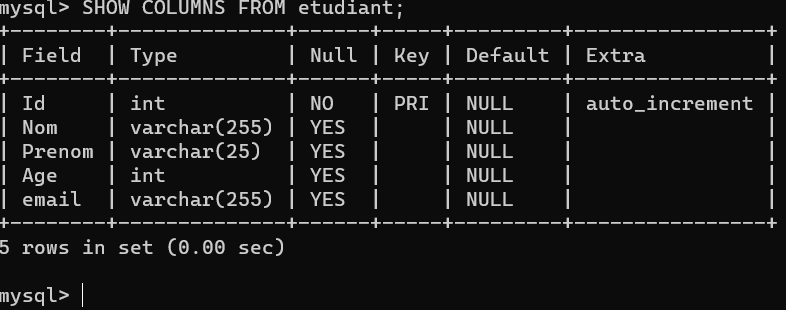 mysql> SHOW COLUMNS FROM etudiant;
+--------+--------------+------+-----+---------+----------------+
| Field  | Type         | Null | Key | Default | Extra          |
+--------+--------------+------+-----+---------+----------------+
| Id     | int          | NO   | PRI | NULL    | auto_increment |
| Nom    | varchar(255) | YES  |     | NULL    |                |
| Prenom | varchar(25)  | YES  |     | NULL    |                |
| Age    | int          | YES  |     | NULL    |                |
| email  | varchar(255) | YES  |     | NULL    |                |
+--------+--------------+------+-----+---------+----------------+
5 rows in set (0.00 sec)
mysql>